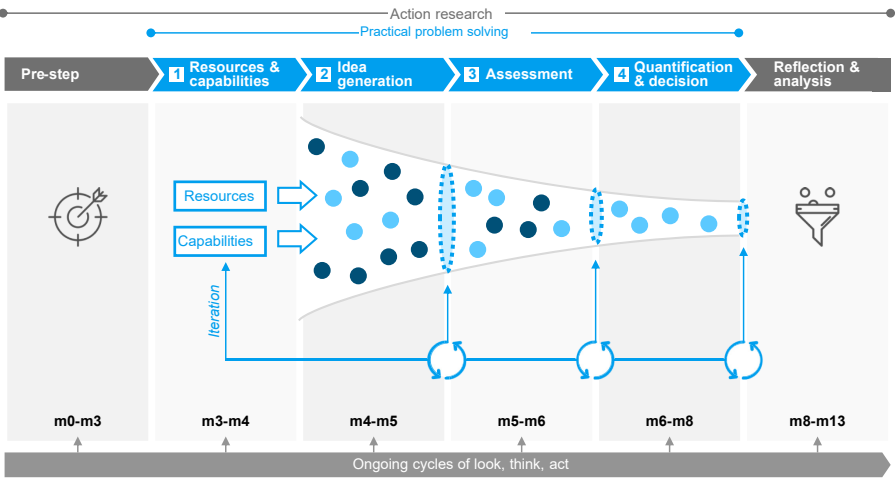 Action research
Practical problem solving
Pre-step
1 Resources &
capabilities
2 Idea
generation
3 Assessment
4 Quantification
& decision
Reflection &
analysis
Resources
Capabilities
Iteration
m0-m3
m3-m4
m4-m5
m5-m6
m6-m8
m8-m13
Ongoing cycles of look, think, act